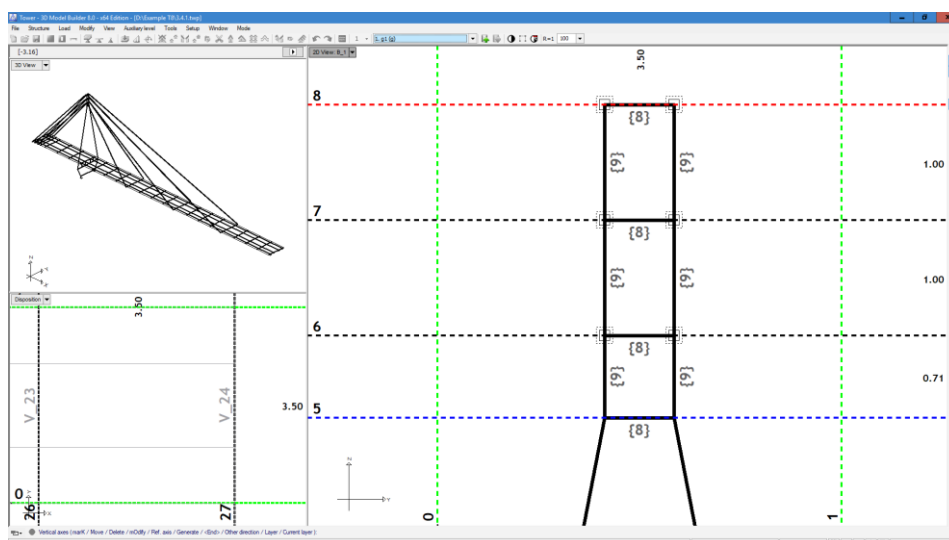 Tower - 3D Model Builder 8.0 - x64 Edition - [D:\Example Till\3.4.1.twp]
File Structure Load Modify View Auxiliary level Tools Setup Window Mode
1. g1 (g) R=1 100
[-3.16]
3D View
2D View: B_1
3.50
8
{8}
{9} {9}
1.00
7
{8}
{9} {9}
1.00
6
{8}
{9} {9}
0.71
3.50
5
{8}
Z
Y
0
1
Z
Y
X
Disposition
3.50
V_23
V_24
0
26
27
X
Vertical axes (marK / Move / Delete / mOdify / Ref. axis / Generate / <End> / Other direction / Layer / Current layer ):